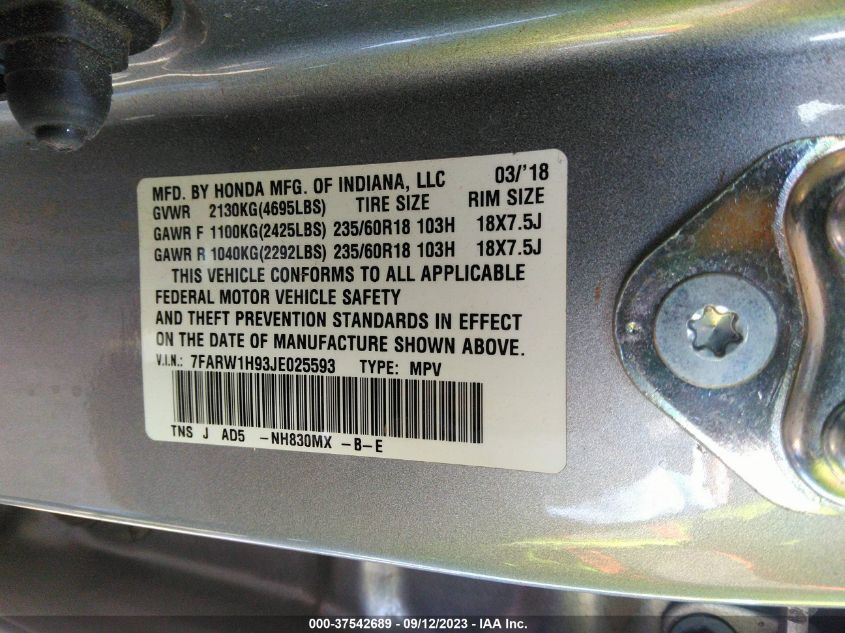 MFD. BY HONDA MFG. OF INDIANA, LLC 03/'18
GVWR 2130KG(4695LBS) TIRE SIZE RIM SIZE
GAWR F 1100KG(2425LBS) 235/60R18 103H 18X7.5J
GAWR R 1040KG(2292LBS) 235/60R18 103H 18X7.5J
THIS VEHICLE CONFORMS TO ALL APPLICABLE
FEDERAL MOTOR VEHICLE SAFETY
AND THEFT PREVENTION STANDARDS IN EFFECT
ON THE DATE OF MANUFACTURE SHOWN ABOVE.
V.I.N.: 7FARW1H93JE025593 TYPE: MPV
TNS J AD5 -NH830MX -B-E
000-37542689 - 09/12/2023 - IAA Inc.